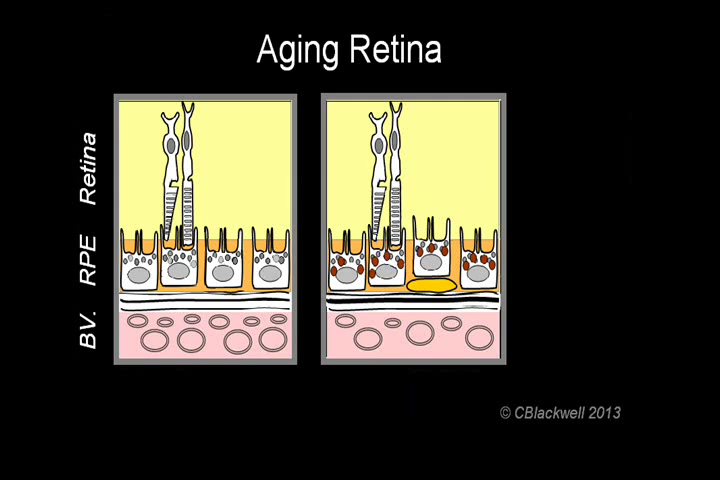 Aging Retina
Retina
RPE
BV.
© CBlackwell 2013